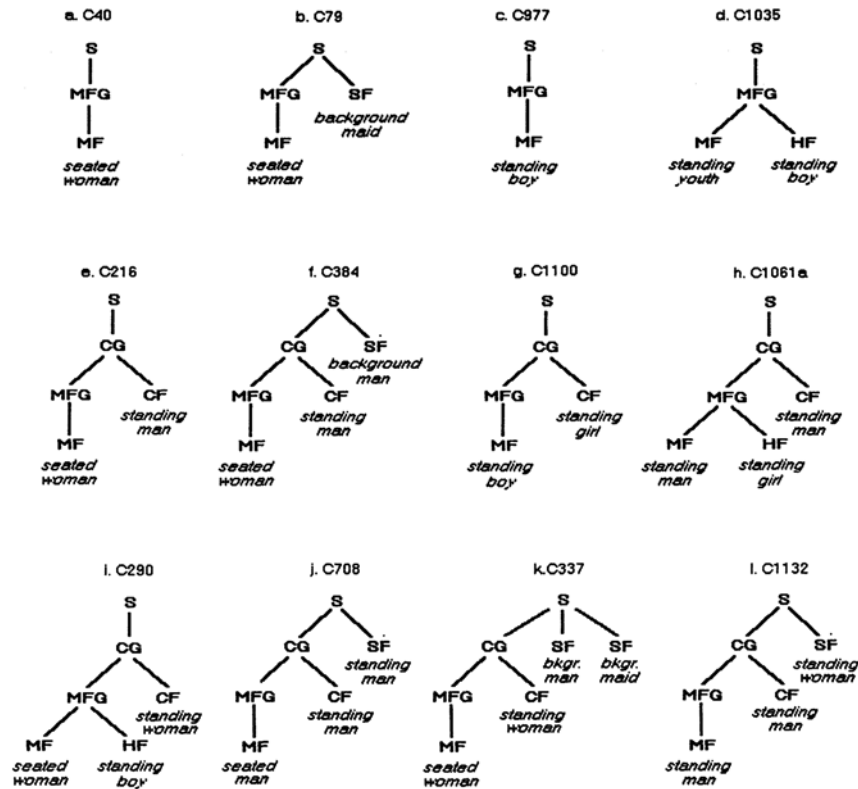 a. C40
S
MFG
MF
seated
woman
b. C79
S
MFG
SF
background
maid
MF
seated
woman
c. C977
S
MFG
MF
standing
boy
d. C1035
S
MFG
MF
HF
standing
youth
standing
boy
e. C216
S
CG
MFG
CF
standing
man
MF
seated
woman
f. C384
S
CG
SF
background
man
MFG
CF
standing
man
MF
seated
woman
g. C1100
S
CG
MFG
CF
standing
girl
MF
standing
boy
h. C1061a
S
CG
MFG
CF
standing
man
MF
HF
standing
man
standing
girl
i. C290
S
CG
MFG
CF
standing
woman
MF
HF
seated
woman
standing
boy
j. C708
S
CG
SF
standing
man
MFG
CF
standing
man
MF
seated
man
k.C337
S
CG
SF
bkgr.
man
SF
bkgr.
maid
MFG
CF
standing
woman
MF
seated
woman
l. C1132
S
CG
SF
standing
woman
MFG
CF
standing
man
MF
standing
man